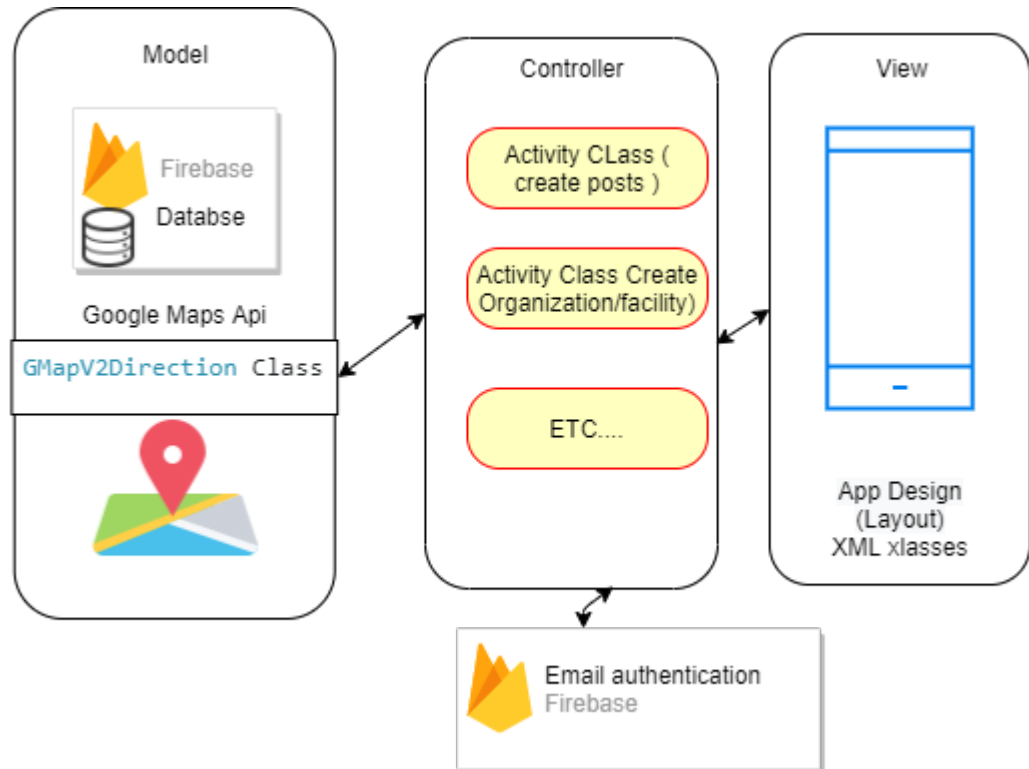 Model
Firebase
Databse
Google Maps Api
GMapV2Direction Class
Controller
Activity CLass (
create posts )
Activity Class Create
Organization/facility)
ETC....
View
App Design
(Layout)
XML xlasses
Email authentication
Firebase